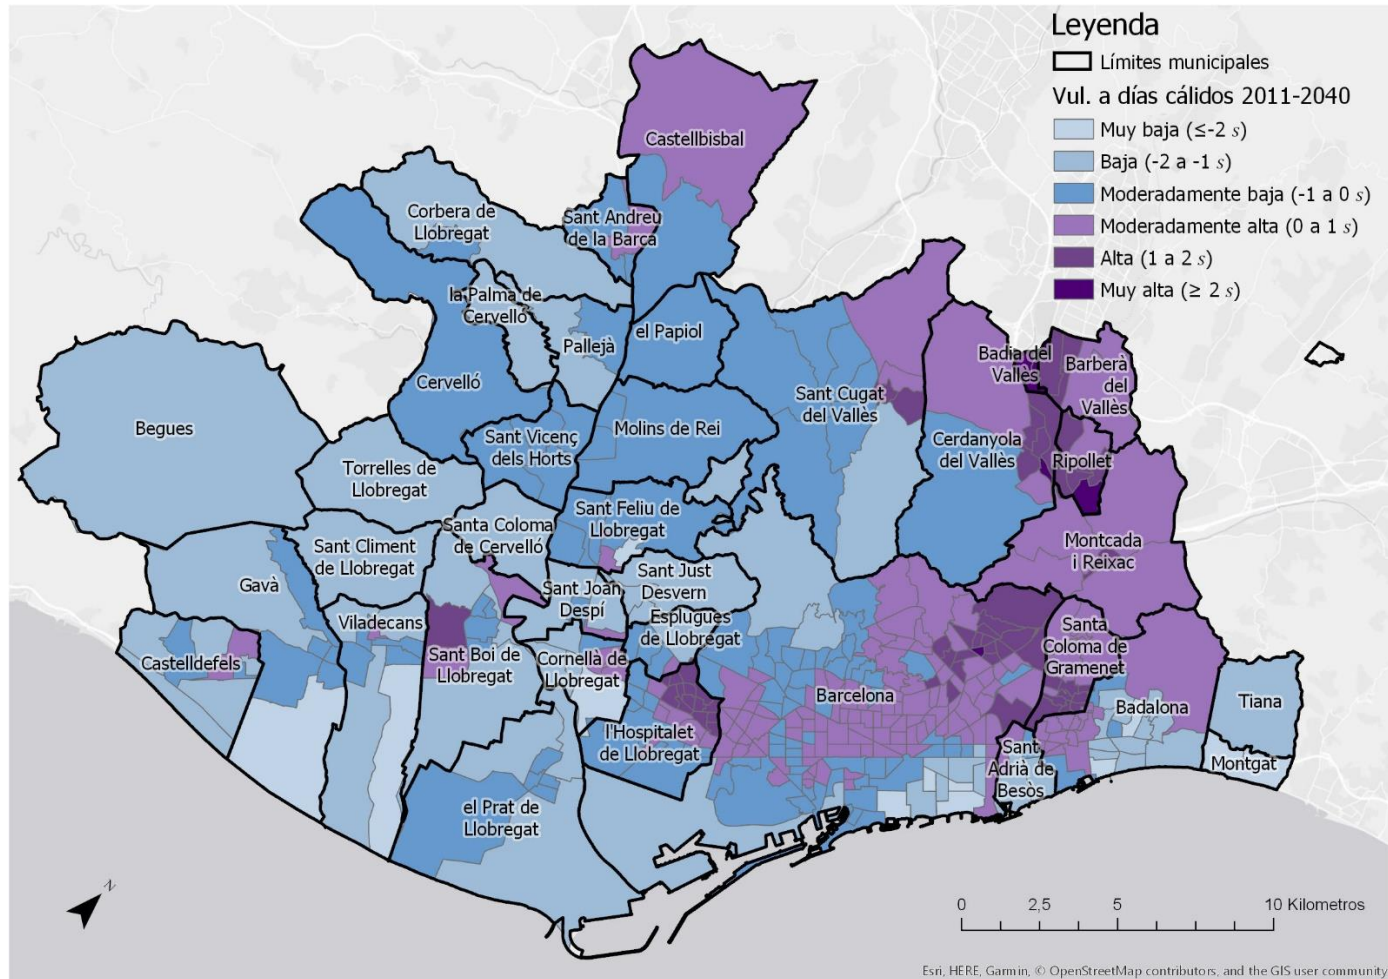 Leyenda
Límites municipales
Vul. a días cálidos 2011-2040
Muy baja (≤-2 s)
Baja (-2 a -1 s)
Moderadamente baja (-1 a 0 s)
Moderadamente alta (0 a 1 s)
Alta (1 a 2 s)
Muy alta (≥ 2 s)
Castellbisbal
Corbera de
Llobregat
Sant Andreu
de la Barca
la Palma de
Cervelló
Pallejà
el Papiol
Cervelló
Badia del
Vallès
Barberà
del
Vallès
Sant Cugat
del Vallès
Begues
Sant Vicenç
dels Horts
Molins de Rei
Cerdanyola
del Vallès
Ripollet
Torrelles de
Llobregat
Santa Coloma
de Cervelló
Sant Feliu de
Llobregat
Montcada
i Reixac
Gavà
Sant Climent
de Llobregat
Sant Joan
Despí
Sant Just
Desvern
Viladecans
Esplugues
de Llobregat
Santa
Coloma de
Gramenet
Castelldefels
Sant Boi de
Llobregat
Cornellà de
Llobregat
Barcelona
Badalona
Tiana
l'Hospitalet
de Llobregat
Sant
Adrià de
Besòs
Montgat
el Prat de
Llobregat
N
0 2,5 5 10 Kilometros
Esri, HERE, Garmin, © OpenStreetMap contributors, and the GIS user community